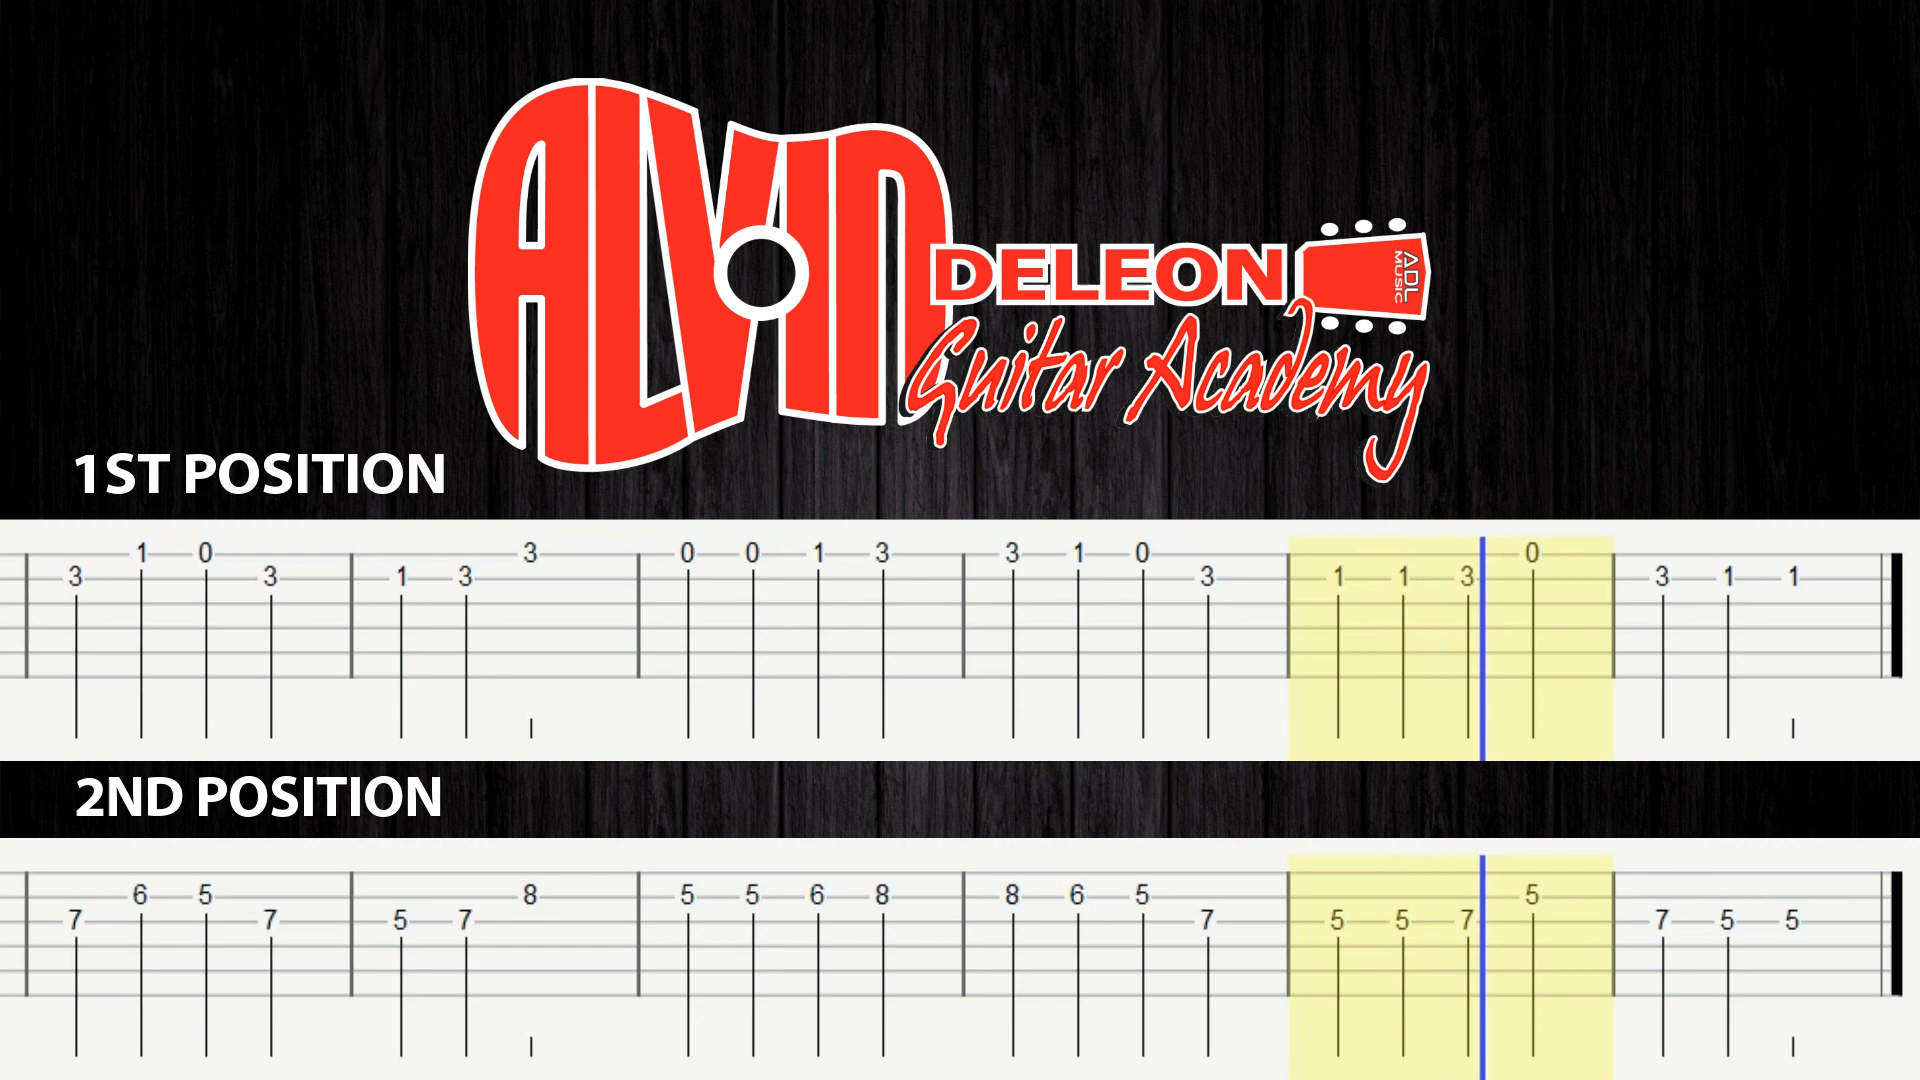 ALVIN
DELEON
ADL
MUSIC
Guitar Academy
1ST POSITION
1 0 3 0 0 1 3 3 1 0 0
3 3 1 3 3 1 1 3 3 1 1
2ND POSITION
6 5 8 5 5 6 8 8 6 5 5
7 7 5 7 7 5 5 7 7 5 5